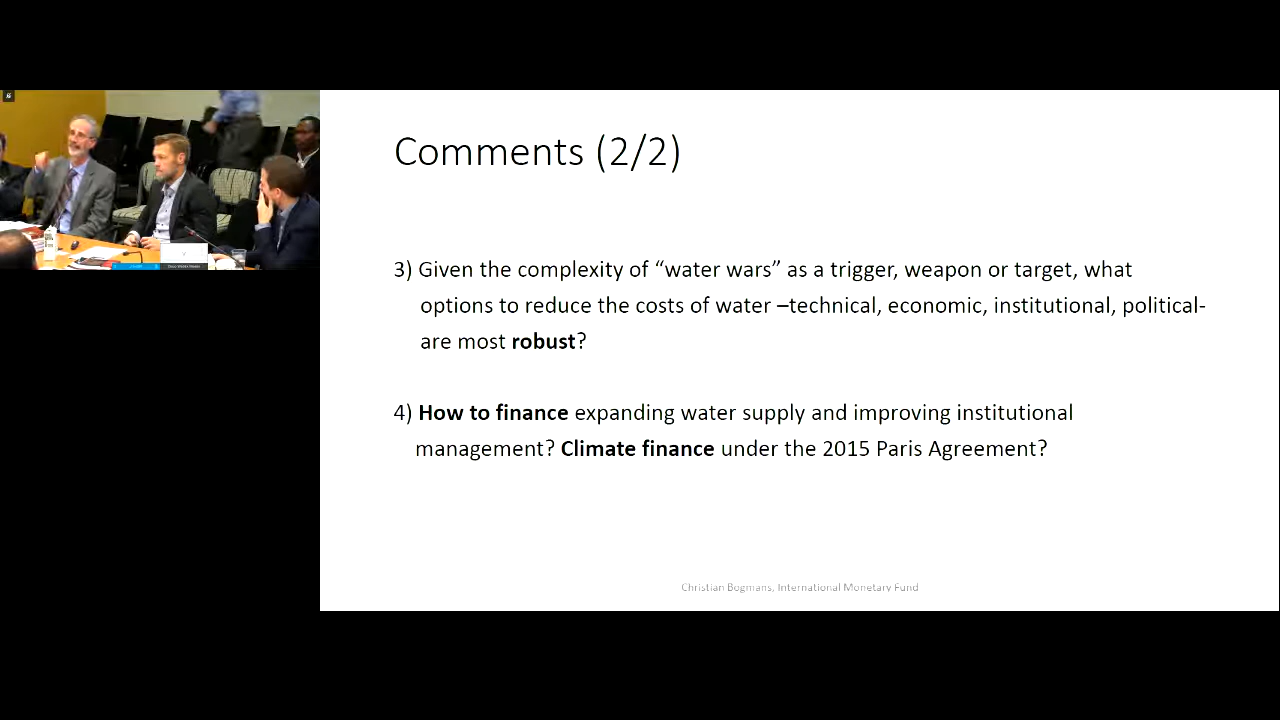 Comments (2/2)
3) Given the complexity of “water wars” as a trigger, weapon or target, what
options to reduce the costs of water –technical, economic, institutional, political-
are most robust?
4) How to finance expanding water supply and improving institutional
management? Climate finance under the 2015 Paris Agreement?
Christian Bogmans, International Monetary Fund